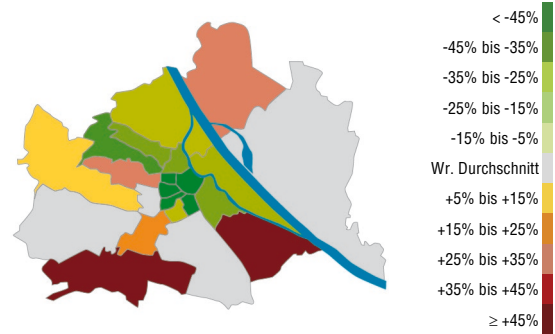 < -45%
-45% bis -35%
-35% bis -25%
-25% bis -15%
-15% bis -5%
Wr. Durchschnitt
+5% bis +15%
+15% bis +25%
+25% bis +35%
+35% bis +45%
≥ +45%